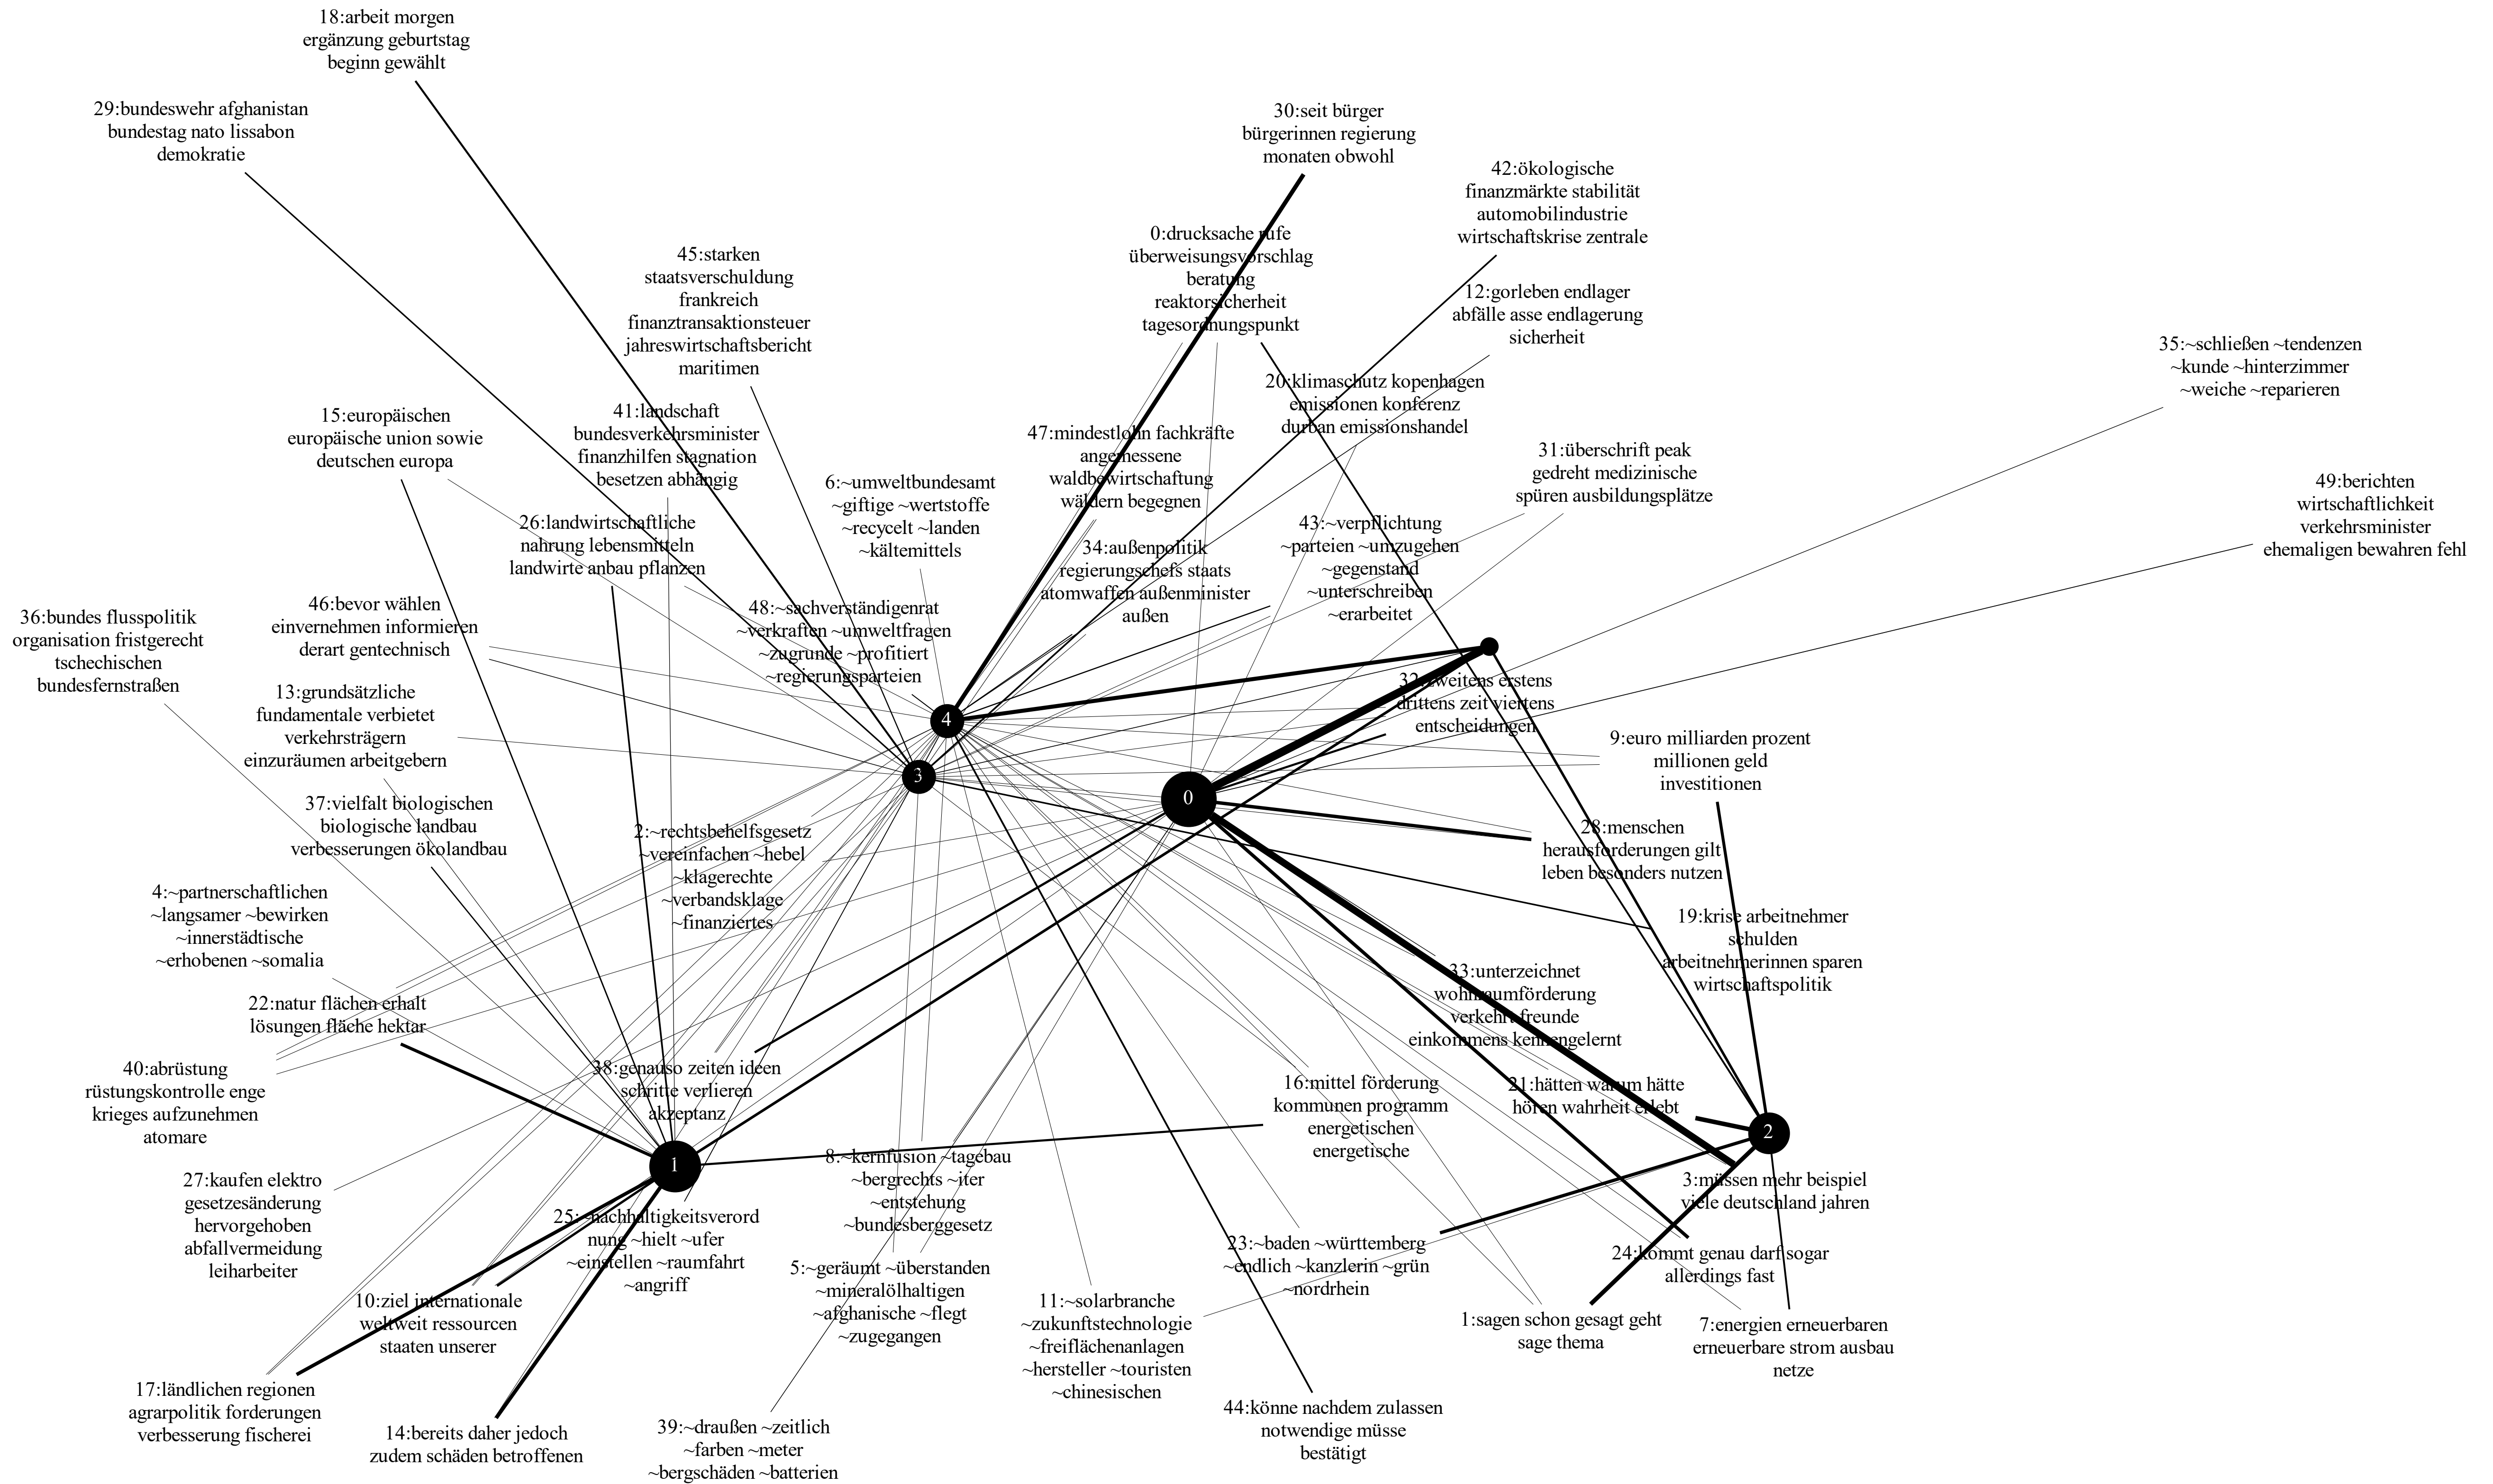 18:arbeit morgen
ergänzung geburtstag
beginn gewählt
29:bundeswehr afghanistan
bundestag nato lissabon
demokratie
30:seit bürger
bürgerinnen regierung
monaten obwohl
42:ökologische
finanzmärkte stabilität
automobilindustrie
wirtschaftskrise zentrale
0:drucksache rufe
überweisungsvorschlag
beratung
reaktorsicherheit
tagesordnungspunkt
45:starken
staatsverschuldung
frankreich
finanztransaktionsteuer
jahreswirtschaftsbericht
maritimen
12:gorleben endlager
abfälle asse endlagerung
sicherheit
35:~schließen ~tendenzen
~kunde ~hinterzimmer
~weiche ~reparieren
20:klimaschutz kopenhagen
emissionen konferenz
durban emissionshandel
15:europäischen
europäische union sowie
deutschen europa
41:landschaft
bundesverkehrsminister
finanzhilfen stagnation
besetzen abhängig
47:mindestlohn fachkräfte
angemessene
waldbewirtschaftung
wäldern begegnen
31:überschrift peak
gedreht medizinische
spüren ausbildungsplätze
6:~umweltbundesamt
~giftige ~wertstoffe
~recycelt ~landen
~kältemittels
49:berichten
wirtschaftlichkeit
verkehrsminister
ehemaligen bewahren fehl
26:landwirtschaftliche
nahrung lebensmitteln
landwirte anbau pflanzen
43:~verpflichtung
~parteien ~umzugehen
~gegenstand
~unterschreiben
~erarbeitet
34:außenpolitik
regierungschefs staats
atomwaffen außenminister
außen
46:bevor wählen
einvernehmen informieren
derart gentechnisch
48:~sachverständigenrat
~verkraften ~umweltfragen
~zugrunde ~profitiert
~regierungsparteien
36:bundes flusspolitik
organisation fristgerecht
tschechischen
bundesfernstraßen
13:grundsätzliche
fundamentale verbietet
verkehrsträgern
einzuräumen arbeitgebern
32:zweitens erstens
drittens zeit viertens
entscheidungen
4
3
0
9:euro milliarden prozent
millionen geld
investitionen
37:vielfalt biologischen
biologische landbau
verbesserungen ökolandbau
2:~rechtsbehelfsgesetz
~vereinfachen ~hebel
~klagerechte
~verbandsklage
~finanziertes
28:menschen
herausforderungen gilt
leben besonders nutzen
4:~partnerschaftlichen
~langsamer ~bewirken
~innerstädtische
~erhobenen ~somalia
19:krise arbeitnehmer
schulden
arbeitnehmerinnen sparen
wirtschaftspolitik
33:unterzeichnet
wohnraumförderung
verkehrt freunde
einkommens kennengelernt
22:natur flächen erhalt
lösungen fläche hektar
40:abrüstung
rüstungskontrolle enge
krieges aufzunehmen
atomare
38:genauso zeiten ideen
schritte verlieren
akzeptanz
16:mittel förderung
kommunen programm
energetischen
energetische
21:hätten warum hätte
hören wahrheit erlebt
2
1
8:~kernfusion ~tagebau
~bergrechts ~iter
~entstehung
~bundesberggesetz
3:müssen mehr beispiel
viele deutschland jahren
27:kaufen elektro
gesetzesänderung
hervorgehoben
abfallvermeidung
leiharbeiter
25:~nachhaltigkeitsverord
nung ~hielt ~ufer
~einstellen ~raumfahrt
~angriff
23:~baden ~württemberg
~endlich ~kanzlerin ~grün
~nordrhein
24:kommt genau darf sogar
allerdings fast
5:~geräumt ~überstanden
~mineralölhaltigen
~afghanische ~flegt
~zugegangen
10:ziel internationale
weltweit ressourcen
staaten unserer
11:~solarbranche
~zukunftstechnologie
~freiflächenanlagen
~hersteller ~touristen
~chinesischen
1:sagen schon gesagt geht
sage thema
7:energien erneuerbaren
erneuerbare strom ausbau
netze
17:ländlichen regionen
agrarpolitik forderungen
verbesserung fischerei
14:bereits daher jedoch
zudem schäden betroffenen
39:~draußen ~zeitlich
~farben ~meter
~bergschäden ~batterien
44:könne nachdem zulassen
notwendige müsse
bestätigt